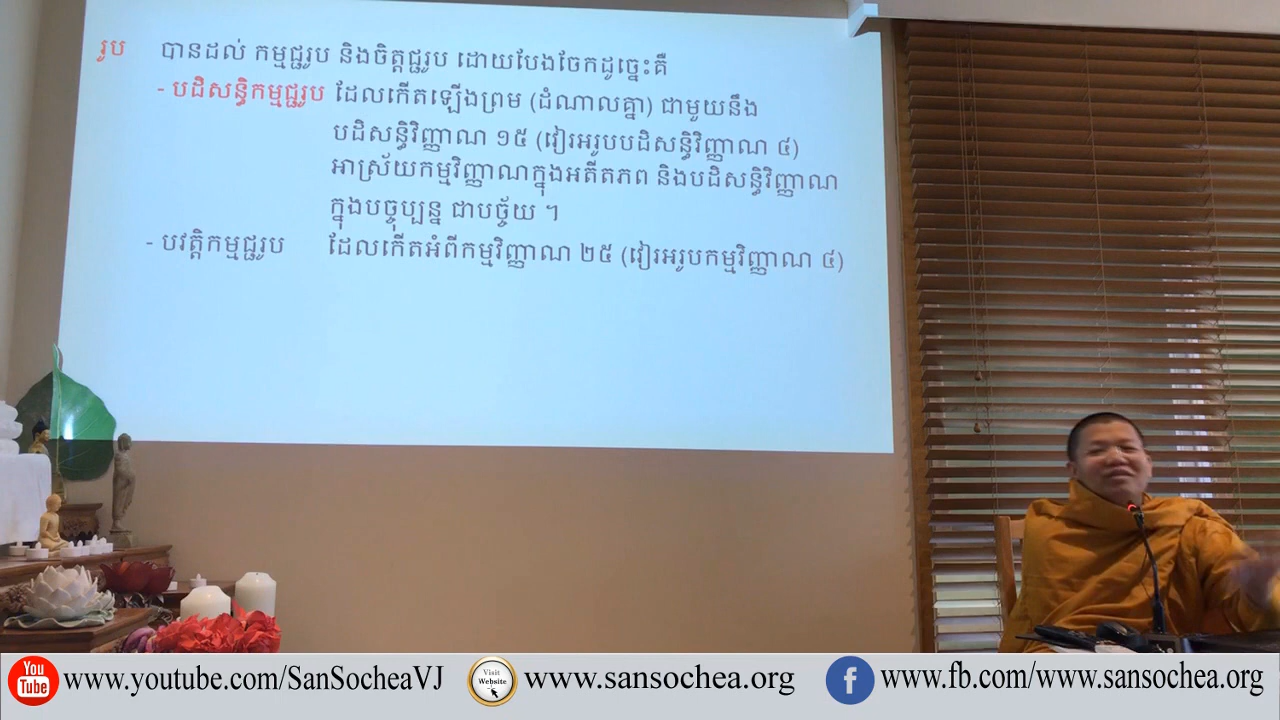 រូប បានដល់ កម្មជ្ជរូប និងចិត្តជ្ជរូប ដោយបែងចែកដូច្នេះគឺ
- បដិសន្ធិកម្មជ្ជរូប ដែលកើតឡើងព្រម (ដំណាលគ្នា) ជាមួយនឹង
បដិសន្ធិវិញ្ញាណ ១៥ (វៀរអរូបបដិសន្ធិវិញ្ញាណ ៤)
អាស្រ័យកម្មវិញ្ញាណក្នុងអតីតភព និងបដិសន្ធិវិញ្ញាណ
ក្នុងបច្ចុប្បន្ន ជាបច្ច័យ ។
- បវត្តិកម្មជ្ជរូប ដែលកើតអំពីកម្មវិញ្ញាណ ២៥ (វៀរអរូបកម្មវិញ្ញាណ ៤)
You Tube www.youtube.com/SanSocheaVJ Visit Website www.sansochea.org f www.fb.com/www.sansochea.org